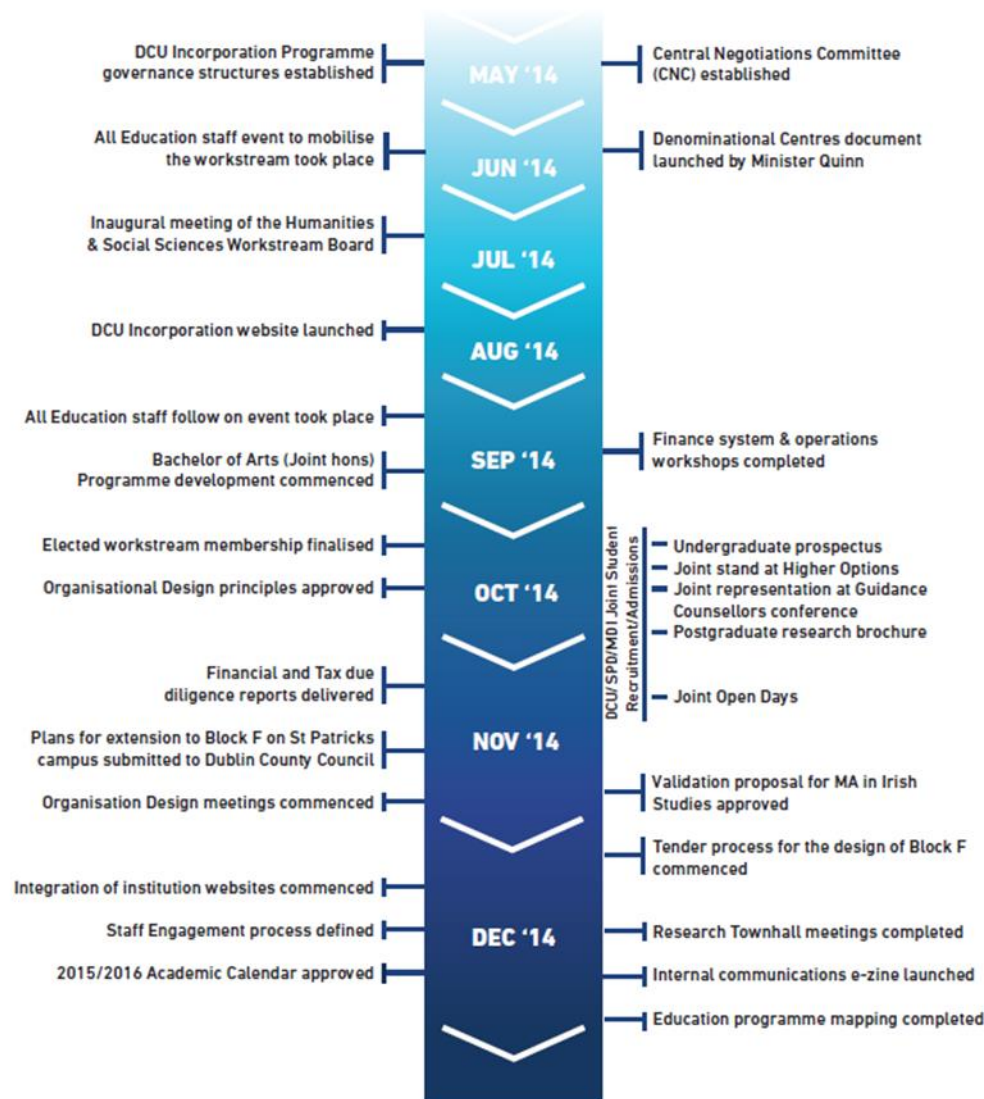 DCU Incorporation Programme
governance structures established
MAY ‘14
Central Negotiations Committee
(CNC) established
All Education staff event to mobilise
the workstream took place
JUN ‘14
Denominational Centres document
launched by Minister Quinn
Inaugural meeting of the Humanities
& Social Sciences Workstream Board
JUL ‘14
DCU Incorporation website launched
AUG ‘14
All Education staff follow on event took place
Bachelor of Arts (Joint hons)
Programme development commenced
SEP ‘14
Finance system & operations
workshops completed
Elected workstream membership finalised
Organisational Design principles approved
OCT ‘14
DCU/SPD/MDI Joint Student
Recruitment/Admissions
Undergraduate prospectus
Joint stand at Higher Options
Joint representation at Guidance
Counsellors conference
Postgraduate research brochure
Joint Open Days
Financial and Tax due
diligence reports delivered
Plans for extension to Block F on St Patricks
campus submitted to Dublin County Council
Organisation Design meetings commenced
NOV ‘14
Validation proposal for MA in Irish
Studies approved
Tender process for the design of Block F
commenced
Integration of institution websites commenced
Staff Engagement process defined
2015/2016 Academic Calendar approved
DEC ‘14
Research Townhall meetings completed
Internal communications e-zine launched
Education programme mapping completed